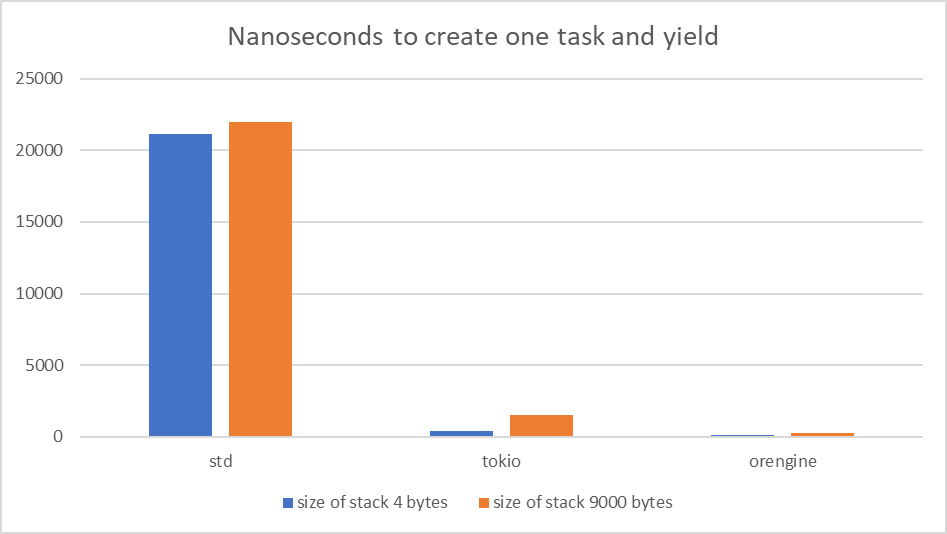 Nanoseconds to create one task and yield
25000
20000
15000
10000
5000
0
std tokio orengine
size of stack 4 bytes size of stack 9000 bytes